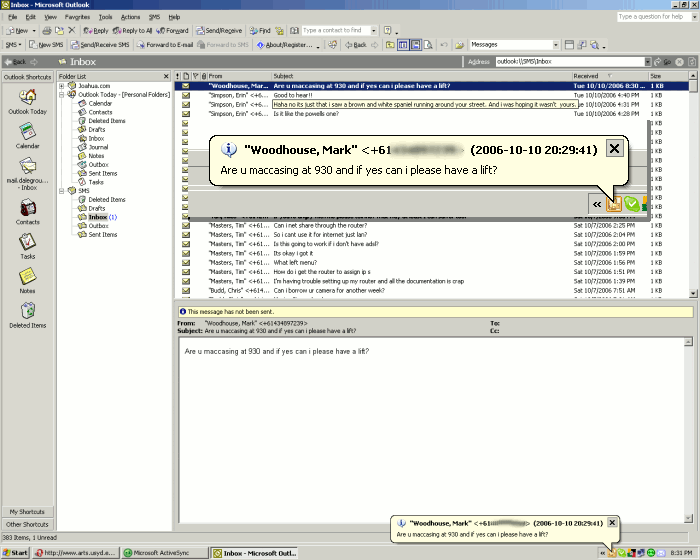 Inbox - Microsoft Outlook
File Edit View Favorites Tools Actions SMS Help
Type a question for help
New Reply Reply to All Forward Send/Receive Find Type a contact to find
SMS New SMS Send/Receive SMS Forward to E-mail Forward to SMS About/Register... Back Messages
Back Inbox Address outlook:\\SMS\Inbox Go Back
Outlook Shortcuts
Outlook Today
Calendar
mail.dalegrou...
- Inbox
Contacts
Tasks
Notes
Deleted Items
My Shortcuts
Other Shortcuts
Folder List
Joahua.com
Outlook Today - [Personal Folders]
Calendar
Contacts
Deleted Items
Drafts
Inbox
Journal
Notes
Outbox
Sent Items
Tasks
SMS
Deleted Items
Drafts
Inbox (1)
Outbox
Sent Items
From Subject Received Size
"Woodhouse, Mar... Are u maccasing at 930 and if yes can i please have a lift? Tue 10/10/2006 8:30 ... 1 KB
"Simpson, Erin" <+6... Good to hear!! Tue 10/10/2006 4:40 PM 1 KB
"Simpson, Erin" <+6... Haha no its just that i saw a brown and white spaniel running around your street. And i was hoping it wasn't yours. /10/2006 4:31 PM 1 KB
"Simpson, Erin" <+6... Is it like the powells one? Tue 10/10/2006 4:28 PM 1 KB
"Woodhouse, Mark" <+61 > (2006-10-10 20:29:41)
Are u maccasing at 930 and if yes can i please have a lift?
"Masters, Tim" <+61... Can i net share through the router? Sat 7/10/2006 2:25 PM 1 KB
"Masters, Tim" <+61... So i cant use it for internet just lan? Sat 7/10/2006 2:04 PM 1 KB
"Masters, Tim" <+61... Is this going to work if i don't have adsl? Sat 7/10/2006 2:00 PM 1 KB
"Masters, Tim" <+61... Its okay i got it Sat 7/10/2006 1:59 PM 1 KB
"Masters, Tim" <+61... What left menu? Sat 7/10/2006 1:56 PM 1 KB
"Masters, Tim" <+61... How do i get the router to assign ip s Sat 7/10/2006 1:51 PM 1 KB
"Masters, Tim" <+61... I'm having trouble setting up my router and all the documentation is crap Sat 7/10/2006 1:39 PM 1 KB
"Budd, Chris" <+614... Can i borrow ur camera for another week? Sat 7/10/2006 7:51 AM 1 KB
This message has not been sent.
From: "Woodhouse, Mark" <+61434697239> To:
Subject: Are u maccasing at 930 and if yes can i please have a lift? Cc:
Are u maccasing at 930 and if yes can i please have a lift?
"Woodhouse, Mark" <+61 > (2006-10-10 20:29:41)
Are u maccasing at 930 and if yes can i please have a lift?
383 Items, 1 Unread
Start http://www.arts.usyd.e... Microsoft ActiveSync Inbox - Microsoft Outl... 8:33 PM